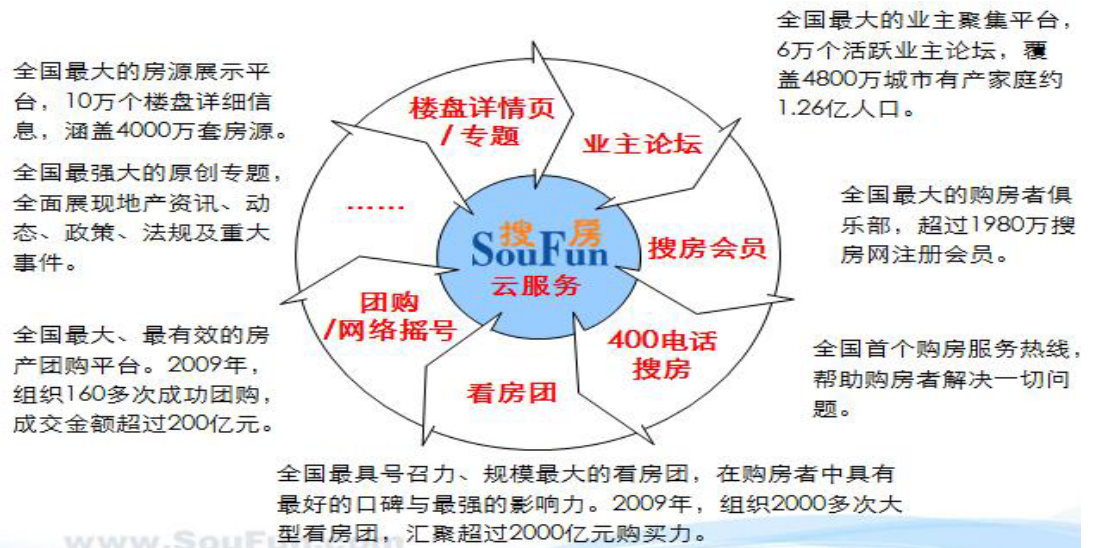 全国最大的房源展示平
台，10万个楼盘详细信
息，涵盖4000万套房源。
全国最强大的原创专题，
全面展现地产资讯、动
态、政策、法规及重大
事件。
全国最大、最有效的房
产团购平台。2009年，
组织160多次成功团购，
成交金额超过200亿元。
楼盘详情页
/专题
业主论坛
搜房会员
400电话
搜房
看房团
团购
/网络摇号
……
搜房
SouFun
云服务
全国最大的业主聚集平台，
6万个活跃业主论坛，覆
盖4800万城市有产家庭约
1.26亿人口。
全国最大的购房者俱
乐部，超过1980万搜
房网注册会员。
全国首个购房服务热线，
帮助购房者解决一切问
题。
全国最具号召力、规模最大的看房团，在购房者中具有
最好的口碑与最强的影响力。2009年，组织2000多次大
型看房团，汇聚超过2000亿元购买力。
www.SouFun.com